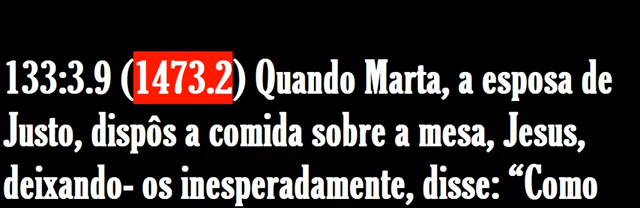 133:3.9 (1473.2) Quando Marta, a esposa de
Justo, dispôs a comida sobre a mesa, Jesus,
deixando- os inesperadamente, disse: “Como